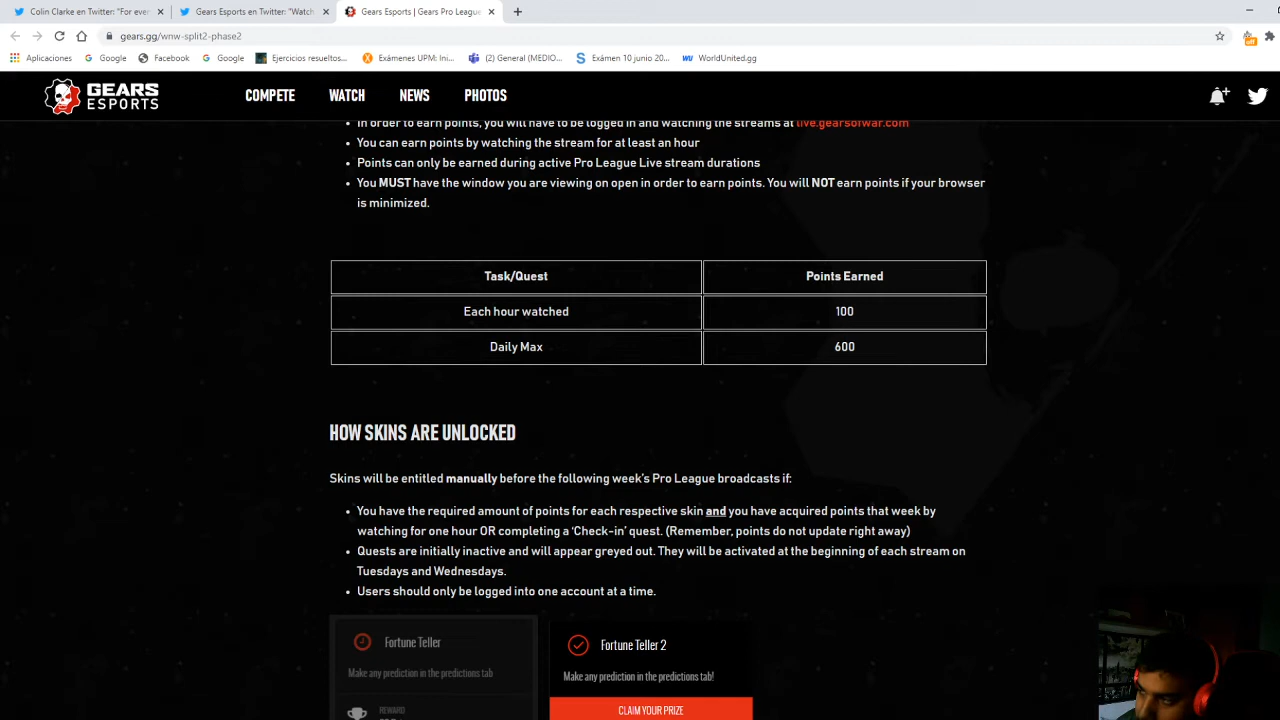 Colin Clarke en Twitter: "For ever
Gears Esports en Twitter: "Watch
Gears Esports | Gears Pro League
gears.gg/wnw-split2-phase2
Aplicaciones
Google
Facebook
Google
Ejercicios resueltos...
Exámenes UPM: Ini...
(2) General (MEDIO...
Exámen 10 junio 20...
WU WorldUnited.gg
off
GEARS
ESPORTS
COMPETE
WATCH
NEWS
PHOTOS
• In order to earn points, you will have to be logged in and watching the streams at live.gearsofwar.com
• You can earn points by watching the stream for at least an hour
• Points can only be earned during active Pro League Live stream durations
• You MUST have the window you are viewing on open in order to earn points. You will NOT earn points if your browser
is minimized.
Task/Quest Points Earned
Each hour watched 100
Daily Max 600
HOW SKINS ARE UNLOCKED
Skins will be entitled manually before the following week's Pro League broadcasts if:
• You have the required amount of points for each respective skin and you have acquired points that week by
watching for one hour OR completing a 'Check-in' quest. (Remember, points do not update right away)
• Quests are initially inactive and will appear greyed out. They will be activated at the beginning of each stream on
Tuesdays and Wednesdays.
• Users should only be logged into one account at a time.
Fortune Teller
Make any prediction in the predictions tab
REWARD
Fortune Teller 2
Make any prediction in the predictions tab!
CLAIM YOUR PRIZE